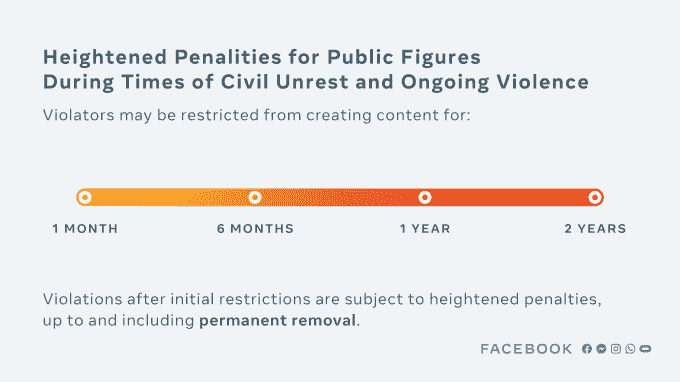 Heightened Penalities for Public Figures
During Times of Civil Unrest and Ongoing Violence
Violators may be restricted from creating content for:
1 MONTH
6 MONTHS
1 YEAR
2 YEARS
Violations after initial restrictions are subject to heightened penalties,
up to and including permanent removal.
FACEBOOK